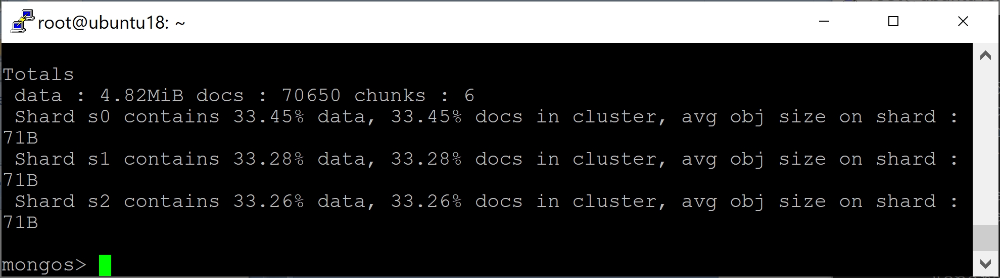 root@ubuntu18: ~
Totals
data : 4.82MiB docs : 70650 chunks : 6
Shard s0 contains 33.45% data, 33.45% docs in cluster, avg obj size on shard :
71B
Shard s1 contains 33.28% data, 33.28% docs in cluster, avg obj size on shard :
71B
Shard s2 contains 33.26% data, 33.26% docs in cluster, avg obj size on shard :
71B
mongos>